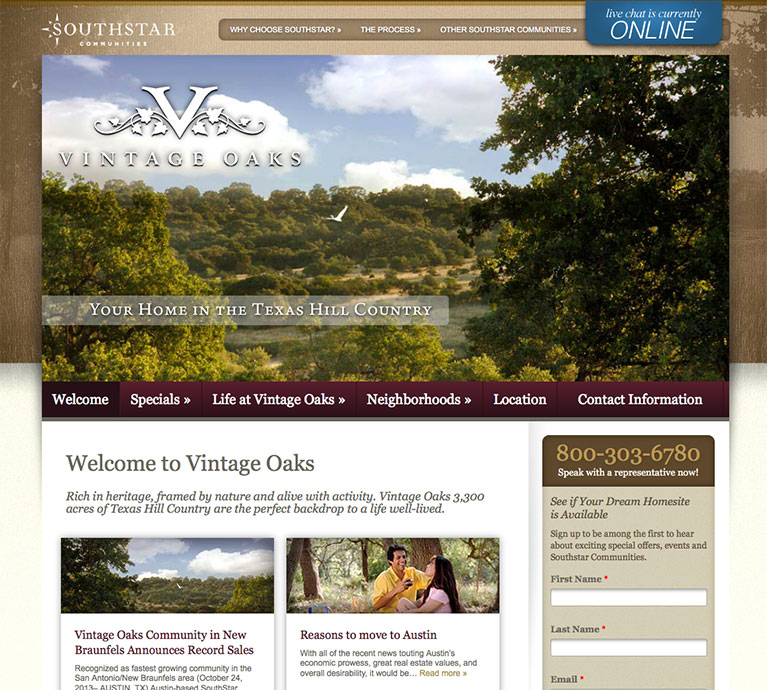 SOUTHSTAR
COMMUNITIES
WHY CHOOSE SOUTHSTAR? »
THE PROCESS »
OTHER SOUTHSTAR COMMUNITIES »
live chat is currently
ONLINE
V
VINTAGE OAKS
YOUR HOME IN THE TEXAS HILL COUNTRY
Welcome
Specials »
Life at Vintage Oaks »
Neighborhoods »
Location
Contact Information
Welcome to Vintage Oaks
Rich in heritage, framed by nature and alive with activity. Vintage Oaks 3,300
acres of Texas Hill Country are the perfect backdrop to a life well-lived.
Vintage Oaks Community in New
Braunfels Announces Record Sales
Recognized as fastest growing community in the
San Antonio/New Braunfels area (October 24,
2013– AUSTIN, TX) Austin-based SouthStar
Reasons to move to Austin
With all of the recent news touting Austin's
economic prowess, great real estate values, and
overall desirability, it would be… Read more »
800-303-6780
Speak with a representative now!
See if Your Dream Homesite
is Available
Sign up to be among the first to hear
about exciting special offers, events and
Southstar Communities.
First Name *
Last Name *
Email *